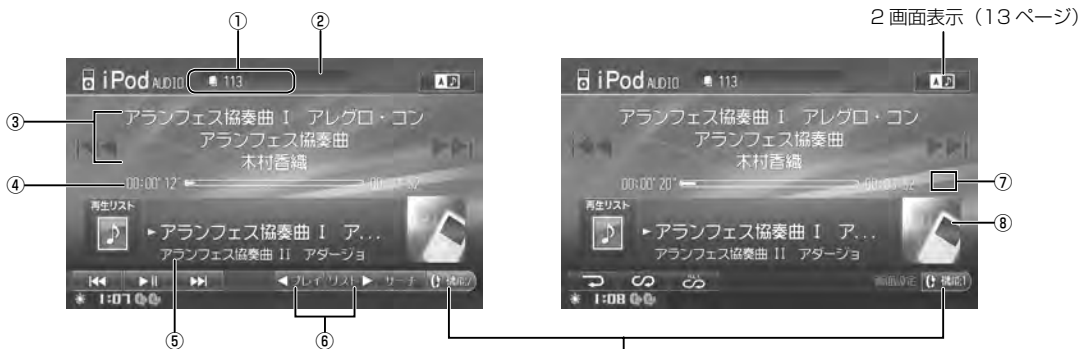 2 画面表示（13 ページ）
① ②
iPod AUDIO 113
iPod AUDIO 113
③
アランフェス協奏曲 Ⅰ アレグロ・コン
アランフェス協奏曲
木村香織
アランフェス協奏曲 Ⅰ アレグロ・コン
アランフェス協奏曲
木村香織
④
00:00'12"
00:00'20"
⑦
再生リスト
►アランフェス協奏曲 Ⅰ ア...
アランフェス協奏曲 Ⅱ アダージョ
再生リスト
►アランフェス協奏曲 Ⅰ ア...
アランフェス協奏曲 Ⅱ アダージョ
⑧
◀ プレイ リスト ▶ サーチ 機能2
画面設定 機能1
1:07
1:08
⑤ ⑥